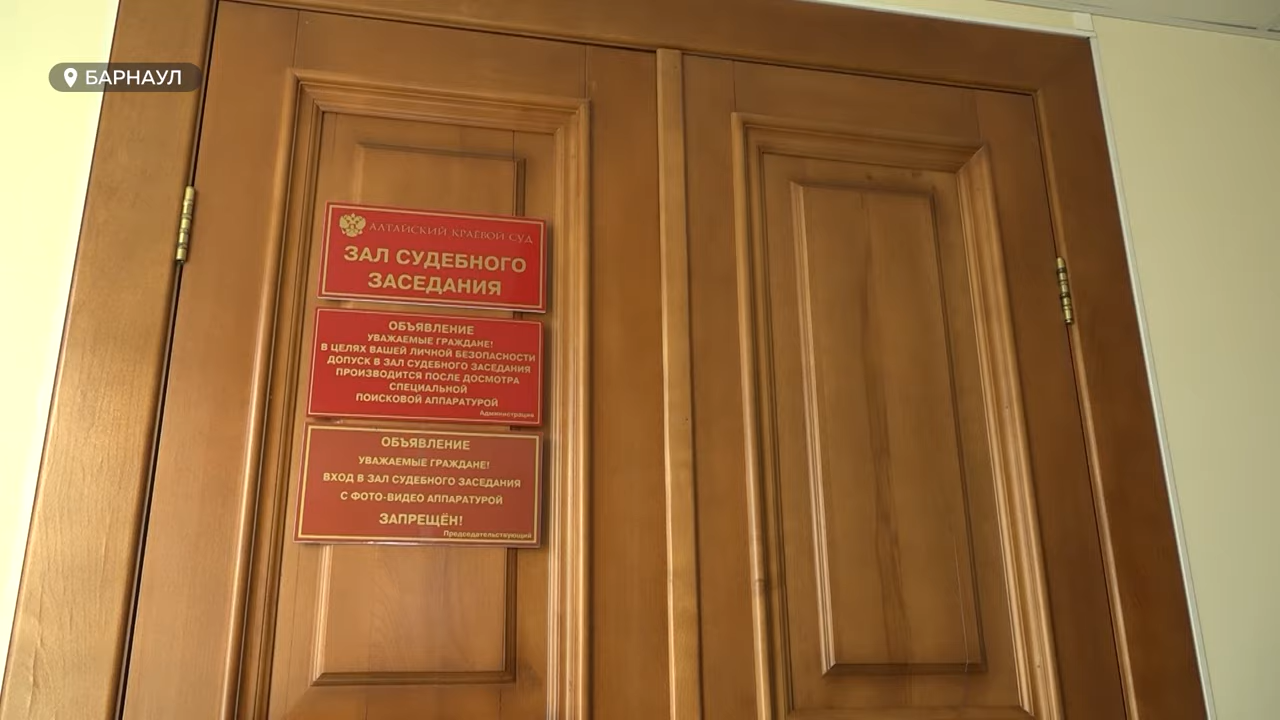 БАРНАУЛ
АЛТАЙСКИЙ КРАЕВОЙ СУД
ЗАЛ СУДЕБНОГО
ЗАСЕДАНИЯ
ОБЪЯВЛЕНИЕ
УВАЖАЕМЫЕ ГРАЖДАНЕ!
В ЦЕЛЯХ ВАШЕЙ ЛИЧНОЙ БЕЗОПАСНОСТИ
ДОПУСК В ЗАЛ СУДЕБНОГО ЗАСЕДАНИЯ
ПРОИЗВОДИТСЯ ПОСЛЕ ДОСМОТРА
СПЕЦИАЛЬНОЙ
ПОИСКОВОЙ АППАРАТУРОЙ
Администрация
ОБЪЯВЛЕНИЕ
УВАЖАЕМЫЕ ГРАЖДАНЕ!
ВХОД В ЗАЛ СУДЕБНОГО ЗАСЕДАНИЯ
С ФОТО-ВИДЕО АППАРАТУРОЙ
ЗАПРЕЩЁН!
Председательствующий